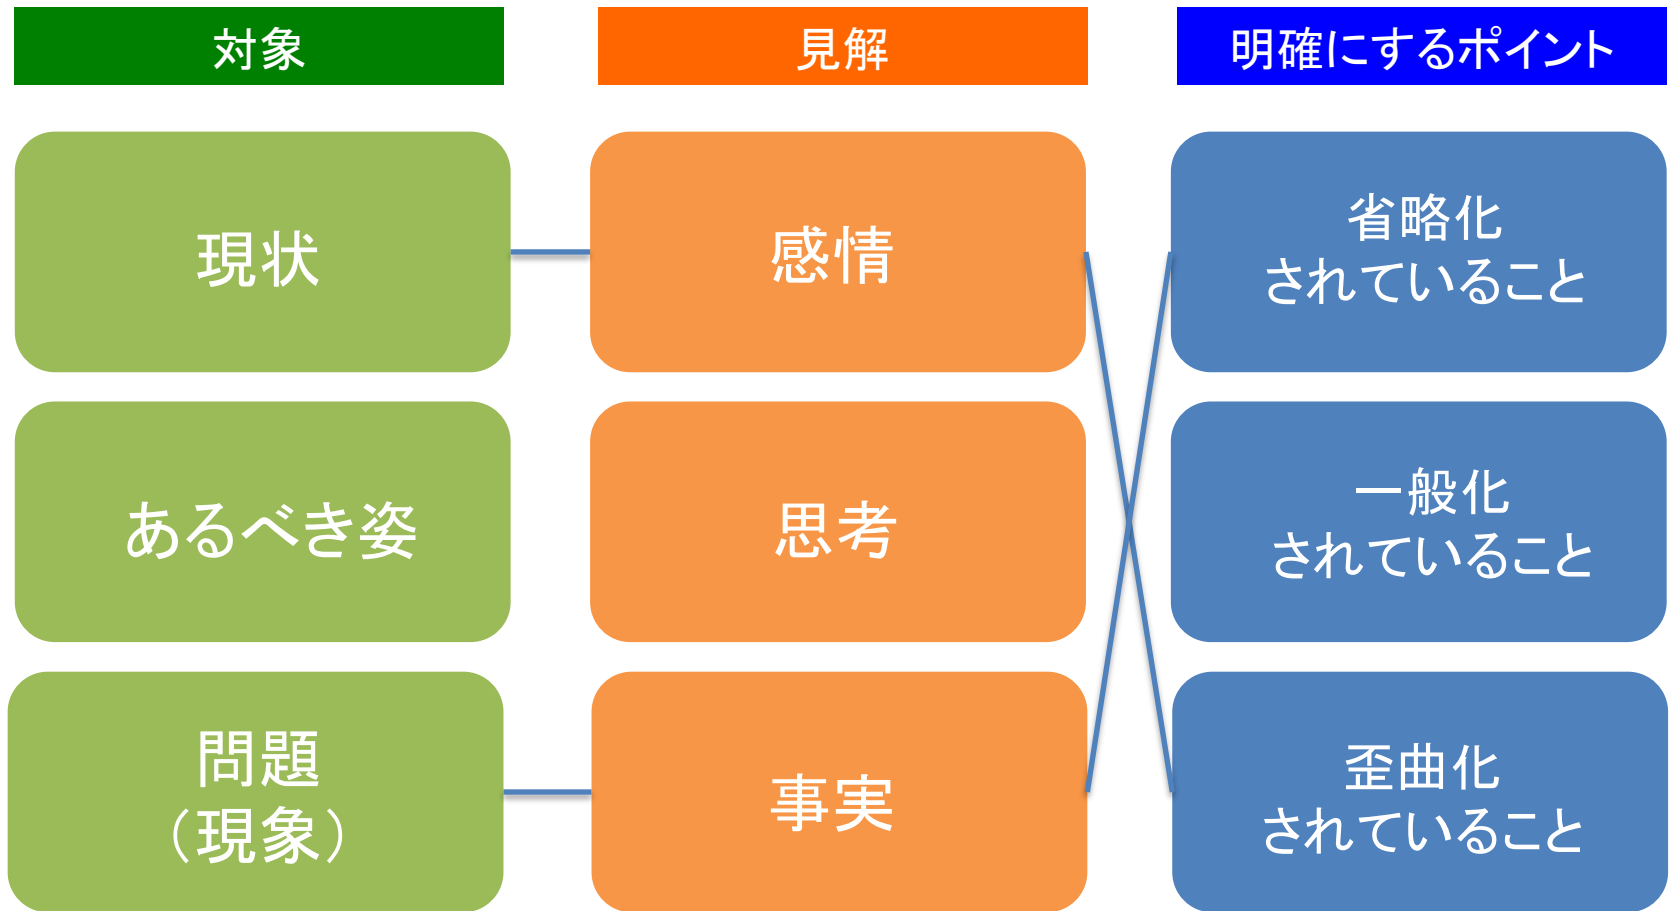 対象
見解
明確にするポイント
現状
感情
省略化
されていること
あるべき姿
思考
一般化
されていること
問題
（現象）
事実
歪曲化
されていること